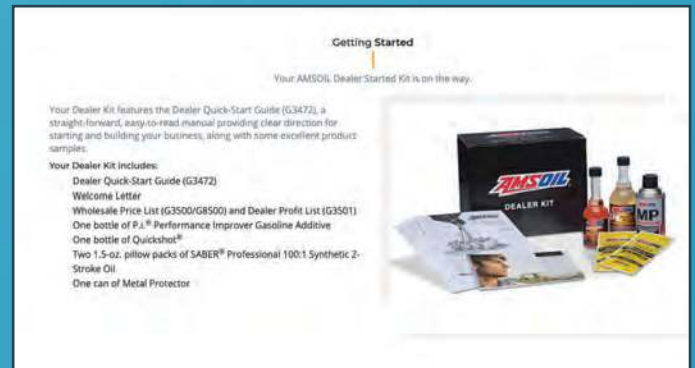 Getting Started
Your AMSOIL Dealer Started Kit is on the way.
Your Dealer Kit features the Dealer Quick-Start Guide (G3472), a
straight-forward, easy-to-read manual providing clear direction for
starting and building your business, along with some excellent product
samples.
Your Dealer Kit includes:
Dealer Quick-Start Guide (G3472)
Welcome Letter
Wholesale Price List (G3500/G8500) and Dealer Profit List (G3501)
One bottle of P.i.® Performance Improver Gasoline Additive
One bottle of Quickshot®
Two 1.5-oz. pillow packs of SABER® Professional 100:1 Synthetic 2-
Stroke Oil
One can of Metal Protector
AMSOIL
DEALER KIT
MP